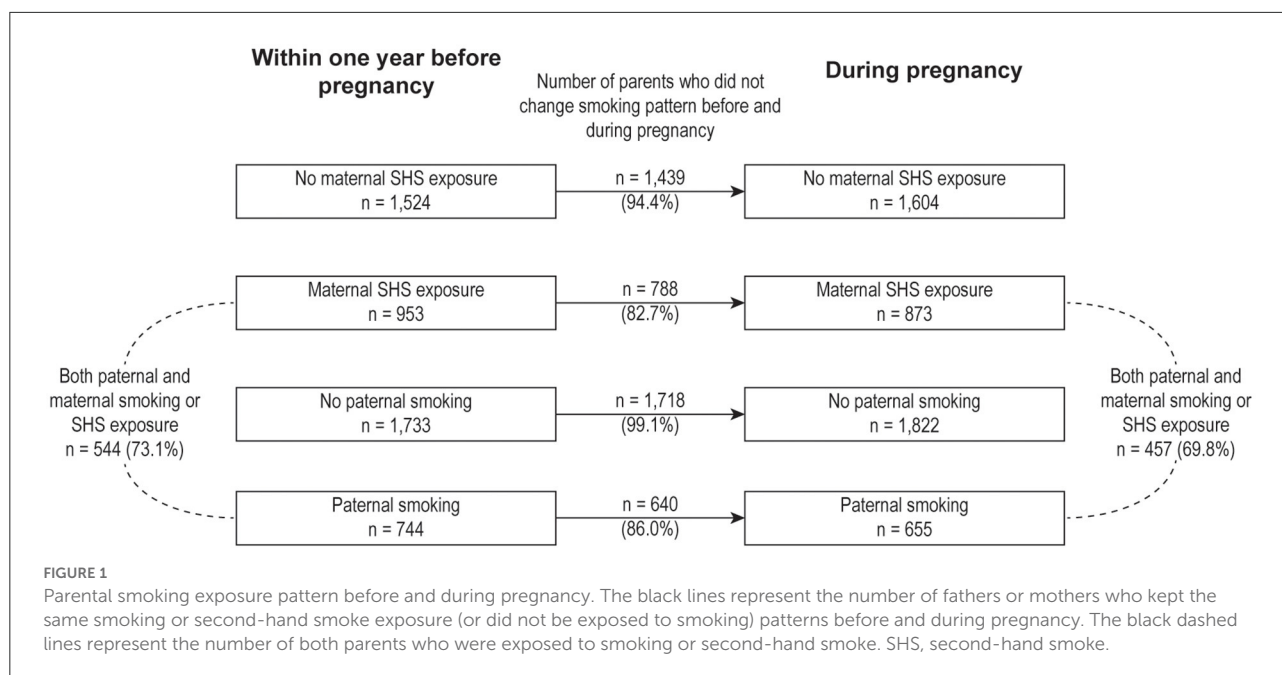 Within one year before
pregnancy
Number of parents who did not
change smoking pattern before and
during pregnancy
During pregnancy
No maternal SHS exposure
n = 1,524
n = 1,439
(94.4%)
No maternal SHS exposure
n = 1,604
Maternal SHS exposure
n = 953
n = 788
(82.7%)
Maternal SHS exposure
n = 873
Both paternal and
maternal smoking or
SHS exposure
n = 544 (73.1%)
No paternal smoking
n = 1,733
n = 1,718
(99.1%)
No paternal smoking
n = 1,822
Both paternal and
maternal smoking or
SHS exposure
n = 457 (69.8%)
Paternal smoking
n = 744
n = 640
(86.0%)
Paternal smoking
n = 655
FIGURE 1
Parental smoking exposure pattern before and during pregnancy. The black lines represent the number of fathers or mothers who kept the
same smoking or second-hand smoke exposure (or did not be exposed to smoking) patterns before and during pregnancy. The black dashed
lines represent the number of both parents who were exposed to smoking or second-hand smoke. SHS, second-hand smoke.